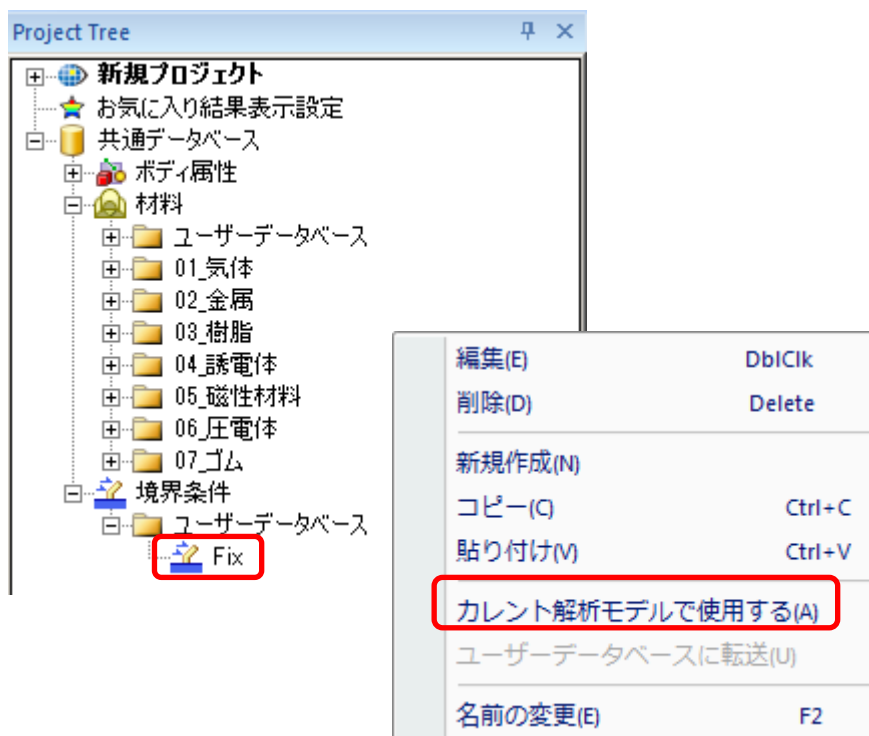 Project Tree
新規プロジェクト
お気に入り結果表示設定
共通データベース
ボディ属性
材料
ユーザーデータベース
01_気体
02_金属
03_樹脂
04_誘電体
05_磁性材料
06_圧電体
07_ゴム
境界条件
ユーザーデータベース
Fix
編集(E) DblClk
削除(D) Delete
新規作成(N)
コピー(C) Ctrl+C
貼り付け(V) Ctrl+V
カレント解析モデルで使用する(A)
ユーザーデータベースに転送(U)
名前の変更(E) F2